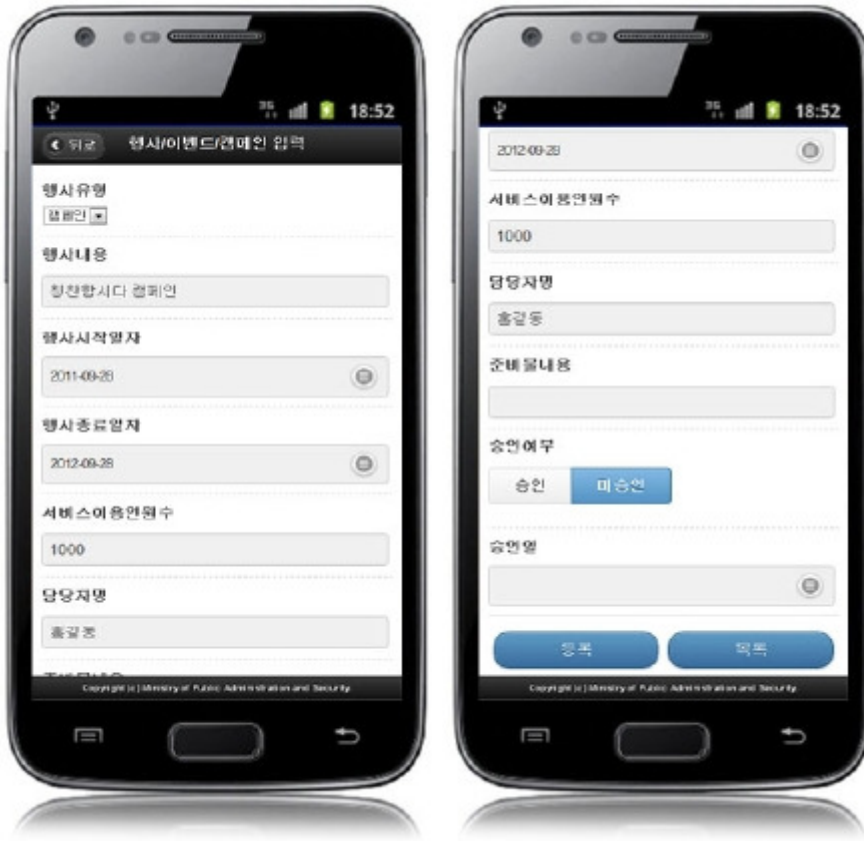 3G
18:52
뒤로
행사/이벤트/캠페인 입력
행사유형
캠페인
행사내용
칭찬합시다 캠페인
행사시작일자
2011-09-28
행사종료일자
2012-09-28
서비스이용인원수
1000
담당자명
홍길동
3G
18:52
2012-09-28
서비스이용인원수
1000
담당자명
홍길동
준비물내용
승인여부
승인
미승인
승인일
등록
목록
Copyright (c) Ministry of Public Administration and Security.
Copyright (c) Ministry of Public Administration and Security.